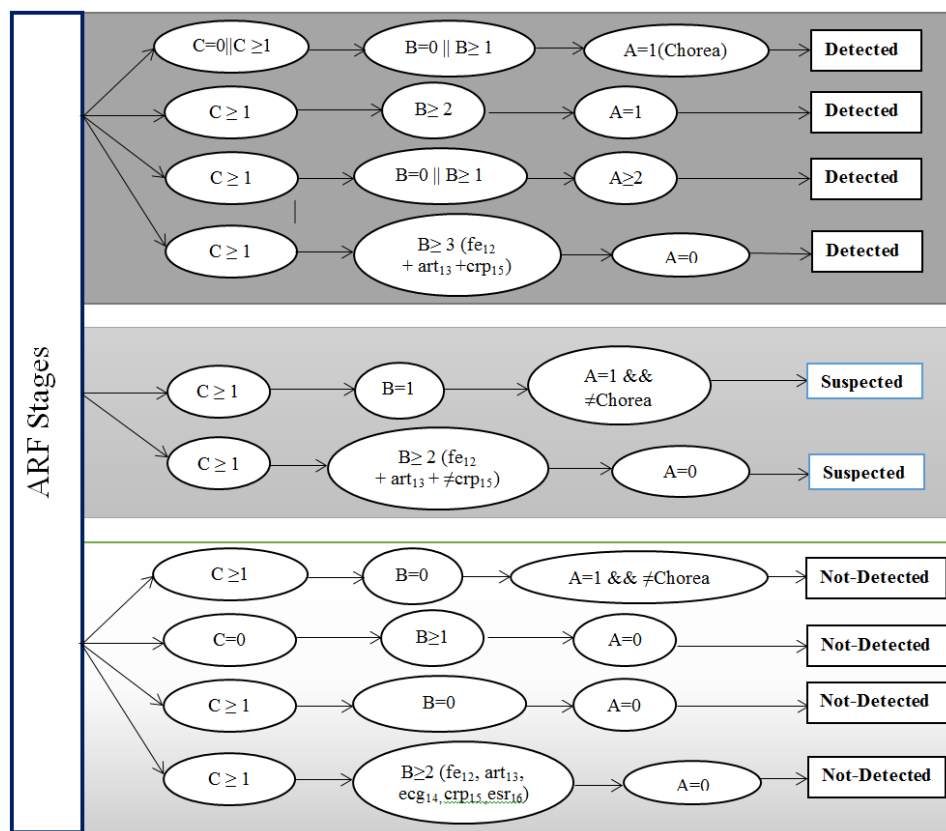 ARF Stages
C=0||C ≥1
B=0 || B≥ 1
A=1(Chorea)
Detected
C ≥ 1
B≥ 2
A=1
Detected
C ≥ 1
B=0 || B≥ 1
A≥2
Detected
C ≥ 1
B≥ 3 (fe₁₂
+ art₁₃ +crp₁₅)
A=0
Detected
C ≥ 1
B=1
A=1 &&
≠Chorea
Suspected
C ≥ 1
B≥ 2 (fe₁₂
+ art₁₃ + ≠crp₁₅)
A=0
Suspected
C ≥1
B=0
A=1 && ≠Chorea
Not-Detected
C=0
B≥1
A=0
Not-Detected
C ≥ 1
B=0
A=0
Not-Detected
C ≥ 1
B≥2 (fe₁₂, art₁₃,
ecg₁₄, crp₁₅,esr₁₆)
A=0
Not-Detected